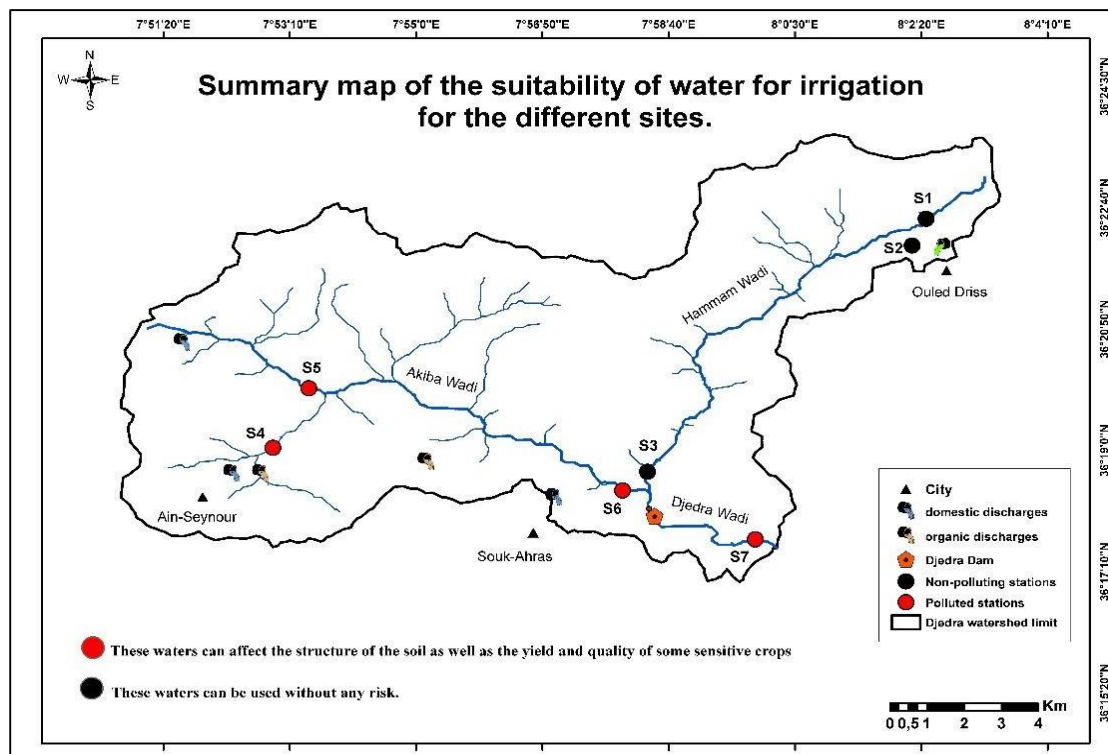 7°51'20"E 7°53'10"E 7°55'0"E 7°56'50"E 7°58'40"E 8°0'30"E 8°2'20"E 8°4'10"E
N
W E
S
Summary map of the suitability of water for irrigation
for the different sites.
36°24'30"N
36°22'40"N
36°20'50"N
36°19'0"N
36°17'10"N
36°15'20"N
S1
S2
Ouled Driss
Hammam Wadi
S5
Akiba Wadi
S4
S3
Ain-Seynour
S6
Djedra Wadi
Souk-Ahras
S7
City
domestic discharges
organic discharges
Djedra Dam
Non-polluting stations
Polluted stations
Djedra watershed limit
These waters can affect the structure of the soil as well as the yield and quality of some sensitive crops
These waters can be used without any risk.
Km
0 0,5 1 2 3 4